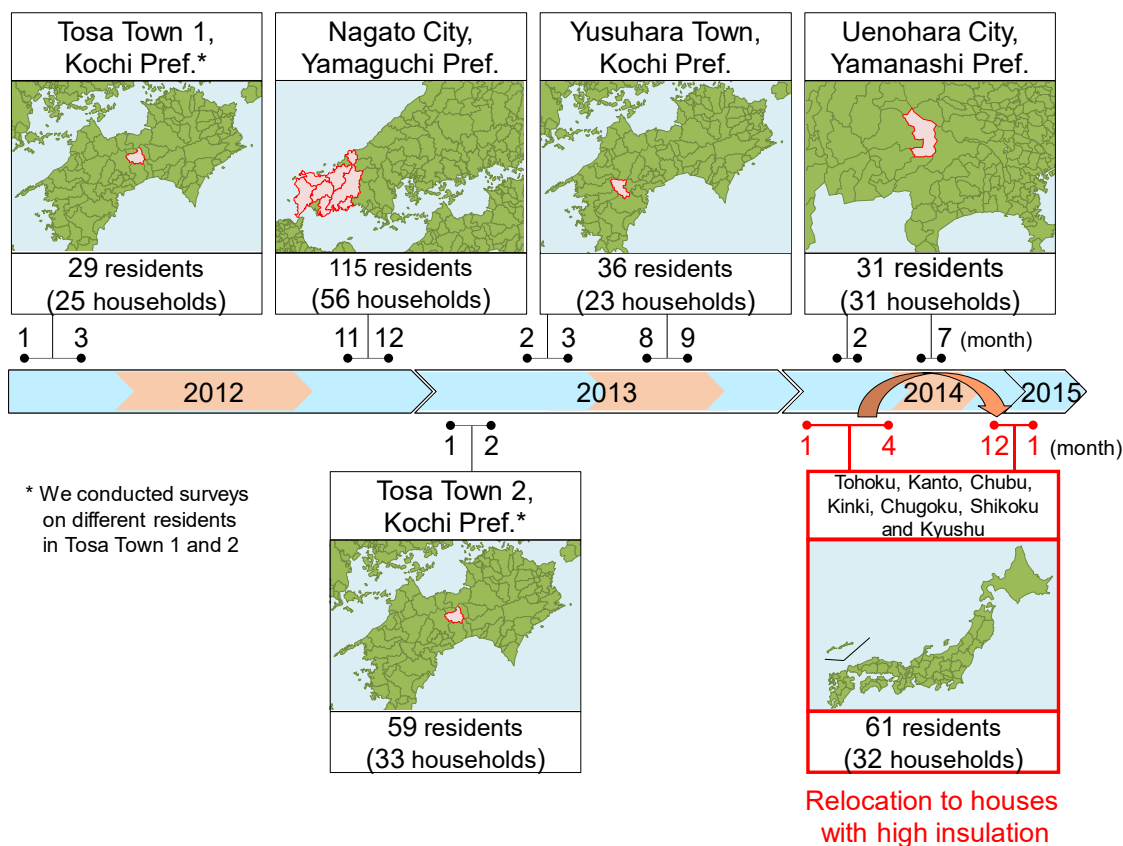 Tosa Town 1,
Kochi Pref.*
29 residents
(25 households)
Nagato City,
Yamaguchi Pref.
115 residents
(56 households)
Yusuhara Town,
Kochi Pref.
36 residents
(23 households)
Uenohara City,
Yamanashi Pref.
31 residents
(31 households)
1 3 11 12 2 3 8 9 2 7 (month)
2012 2013 2014 2015
1 2 1 4 12 1 (month)
* We conducted surveys
on different residents
in Tosa Town 1 and 2
Tosa Town 2,
Kochi Pref.*
59 residents
(33 households)
Tohoku, Kanto, Chubu,
Kinki, Chugoku, Shikoku
and Kyushu
61 residents
(32 households)
Relocation to houses
with high insulation